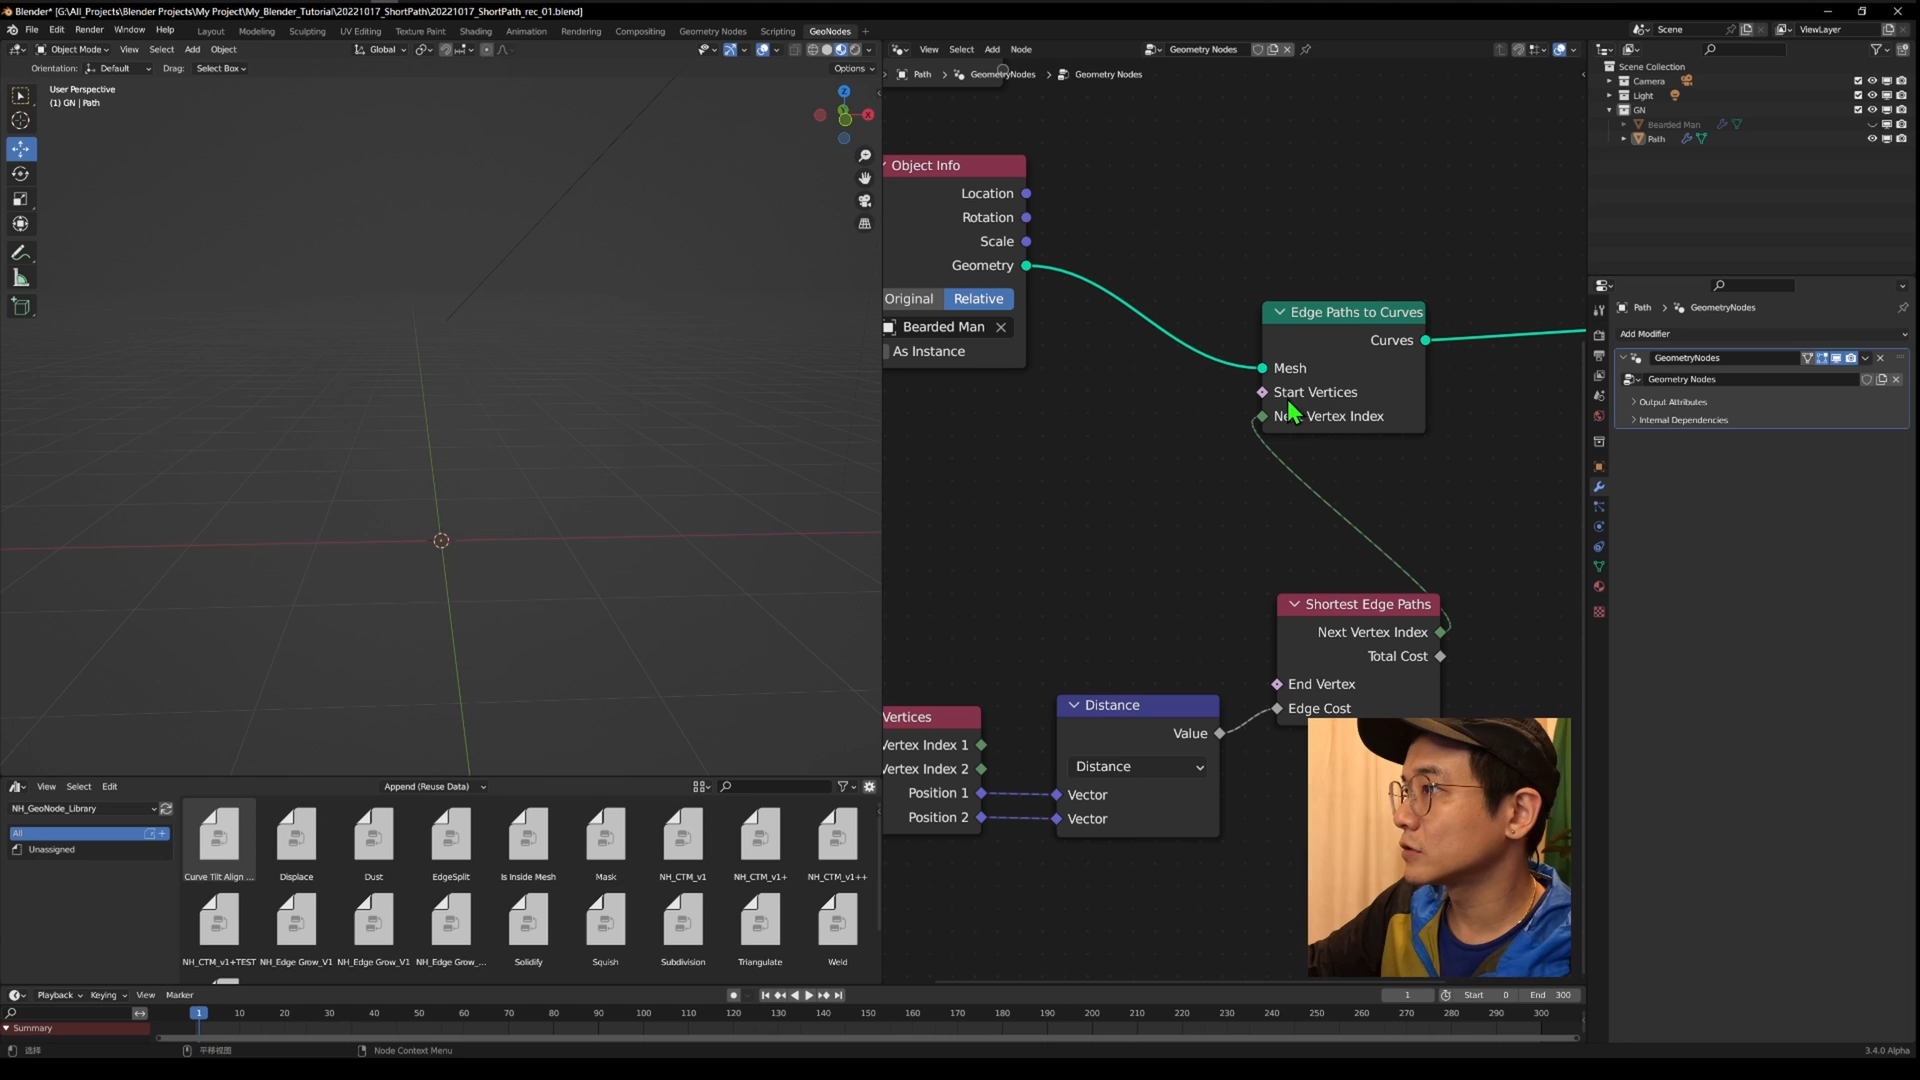 Blender* [G:\All_Projects\Blender Projects\My Project\My_Blender_Tutorial\20221017_ShortPath\20221017_ShortPath_rec_01.blend]
File Edit Render Window Help Layout Modeling Sculpting UV Editing Texture Paint Shading Animation Rendering Compositing Geometry Nodes Scripting GeoNodes +
Scene ViewLayer
Object Mode View Select Add Object Global
Orientation: Default Drag: Select Box Options
User Perspective
(1) GN | Path
Z
Y
X
View Select Add Node Geometry Nodes
Path > GeometryNodes > Geometry Nodes
Object Info
Location
Rotation
Scale
Geometry
Original Relative
Bearded Man
As Instance
Edge Paths to Curves
Curves
Mesh
Start Vertices
Vertex Index
Shortest Edge Paths
Next Vertex Index
Total Cost
End Vertex
Edge Cost
Vertices
Vertex Index 1
Vertex Index 2
Position 1
Position 2
Distance
Value
Distance
Vector
Vector
Scene Collection
Camera
Light
GN
Bearded Man
Path
Path > GeometryNodes
Add Modifier
GeometryNodes
Geometry Nodes
Output Attributes
Internal Dependencies
View Select Edit Append (Reuse Data)
NH_GeoNode_Library
All
Unassigned
Curve Tilt Align ... Displace Dust EdgeSplit Is Inside Mesh Mask NH_CTM_v1 NH_CTM_v1+ NH_CTM_v1++
NH_CTM_v1+TEST NH_Edge Grow_V1 NH_Edge Grow_V1 NH_Edge Grow_... Solidify Squish Subdivision Triangulate Weld
Playback Keying View Marker 1 Start 0 End 300
1 10 20 30 40 50 60 70 80 90 100 110 120 130 140 150 160 170 180 190 200 210 220 230 240 250 260 270 280 290 300
Summary
选择 平移视图 Node Context Menu 3.4.0 Alpha